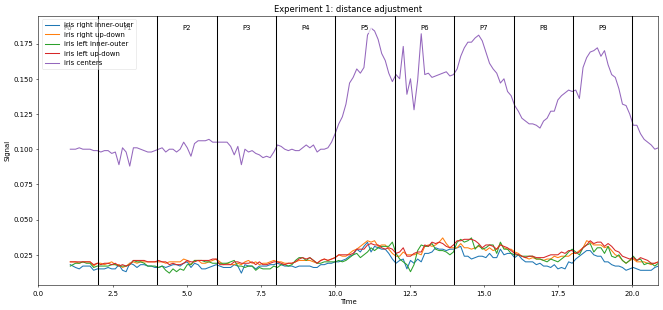 Experiment 1: distance adjustment
P2
P3
P4
P5
P6
P7
P8
P9
iris right inner-outer
iris right up-down
iris left inner-outer
iris left up-down
iris centers
Signal
0.175
0.150
0.125
0.100
0.075
0.050
0.025
0.0
2.5
5.0
7.5
10.0
12.5
15.0
17.5
20.0
Time